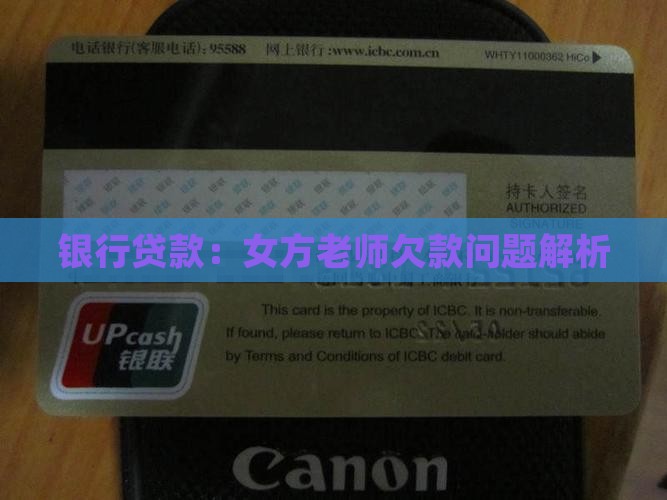 电话银行(客服电话):95588 网上银行:www.icbc.com.cn WHTY11000362 HiCo
持卡人签名
AUTHORIZED
SIGNATURE
银行贷款：女方老师欠款问题解析
This card is the property of ICBC. It is non-transferable.
If found, please return to ICBC. The card-holder should abide
by Terms and Conditions of ICBC debit card.
UPcash
银联
Canon